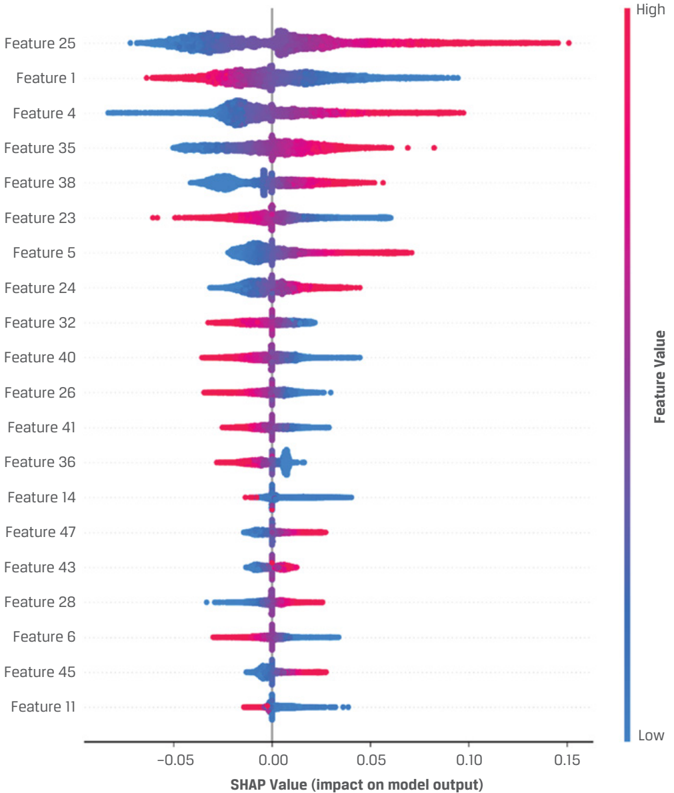 High
Feature 25
Feature 1
Feature 4
Feature 35
Feature 38
Feature 23
Feature 5
Feature 24
Feature 32
Feature 40
Feature 26
Feature 41
Feature 36
Feature 14
Feature 47
Feature 43
Feature 28
Feature 6
Feature 45
Feature 11
Feature Value
Low
−0.05 0.00 0.05 0.10 0.15
SHAP Value (impact on model output)